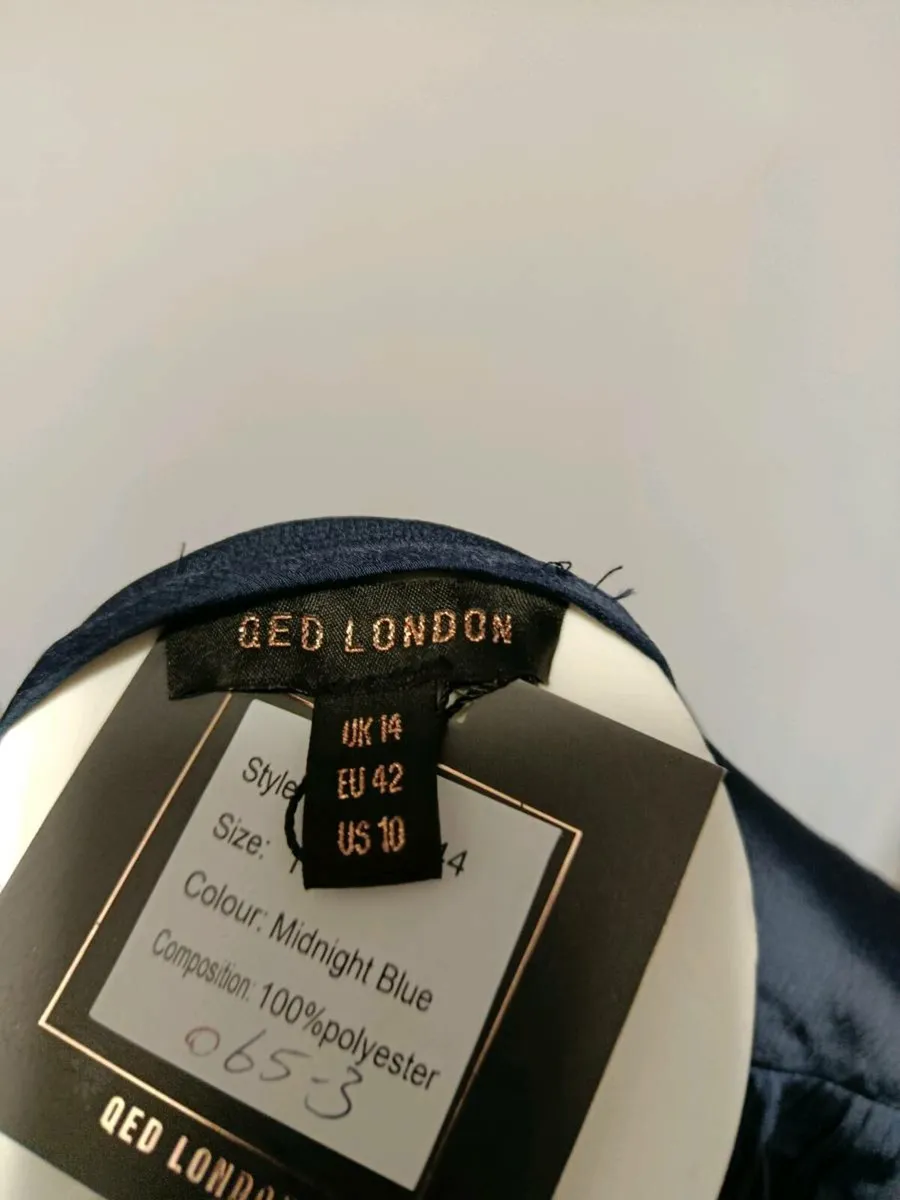 QED LONDON
UK 14
EU 42
US 10
Style
Size:
Colour: Midnight Blue
Composition: 100%polyester
065-3
QED LONDON